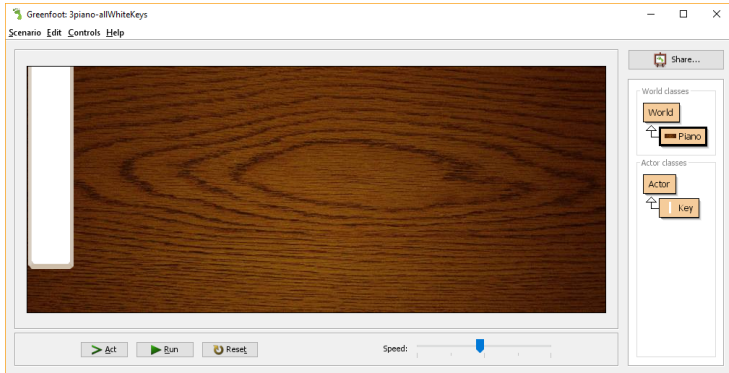 Greenfoot: 3piano-allWhiteKeys
Scenario Edit Controls Help
Share...
World classes
World
Piano
Actor classes
Actor
Key
Act Run Reset Speed: